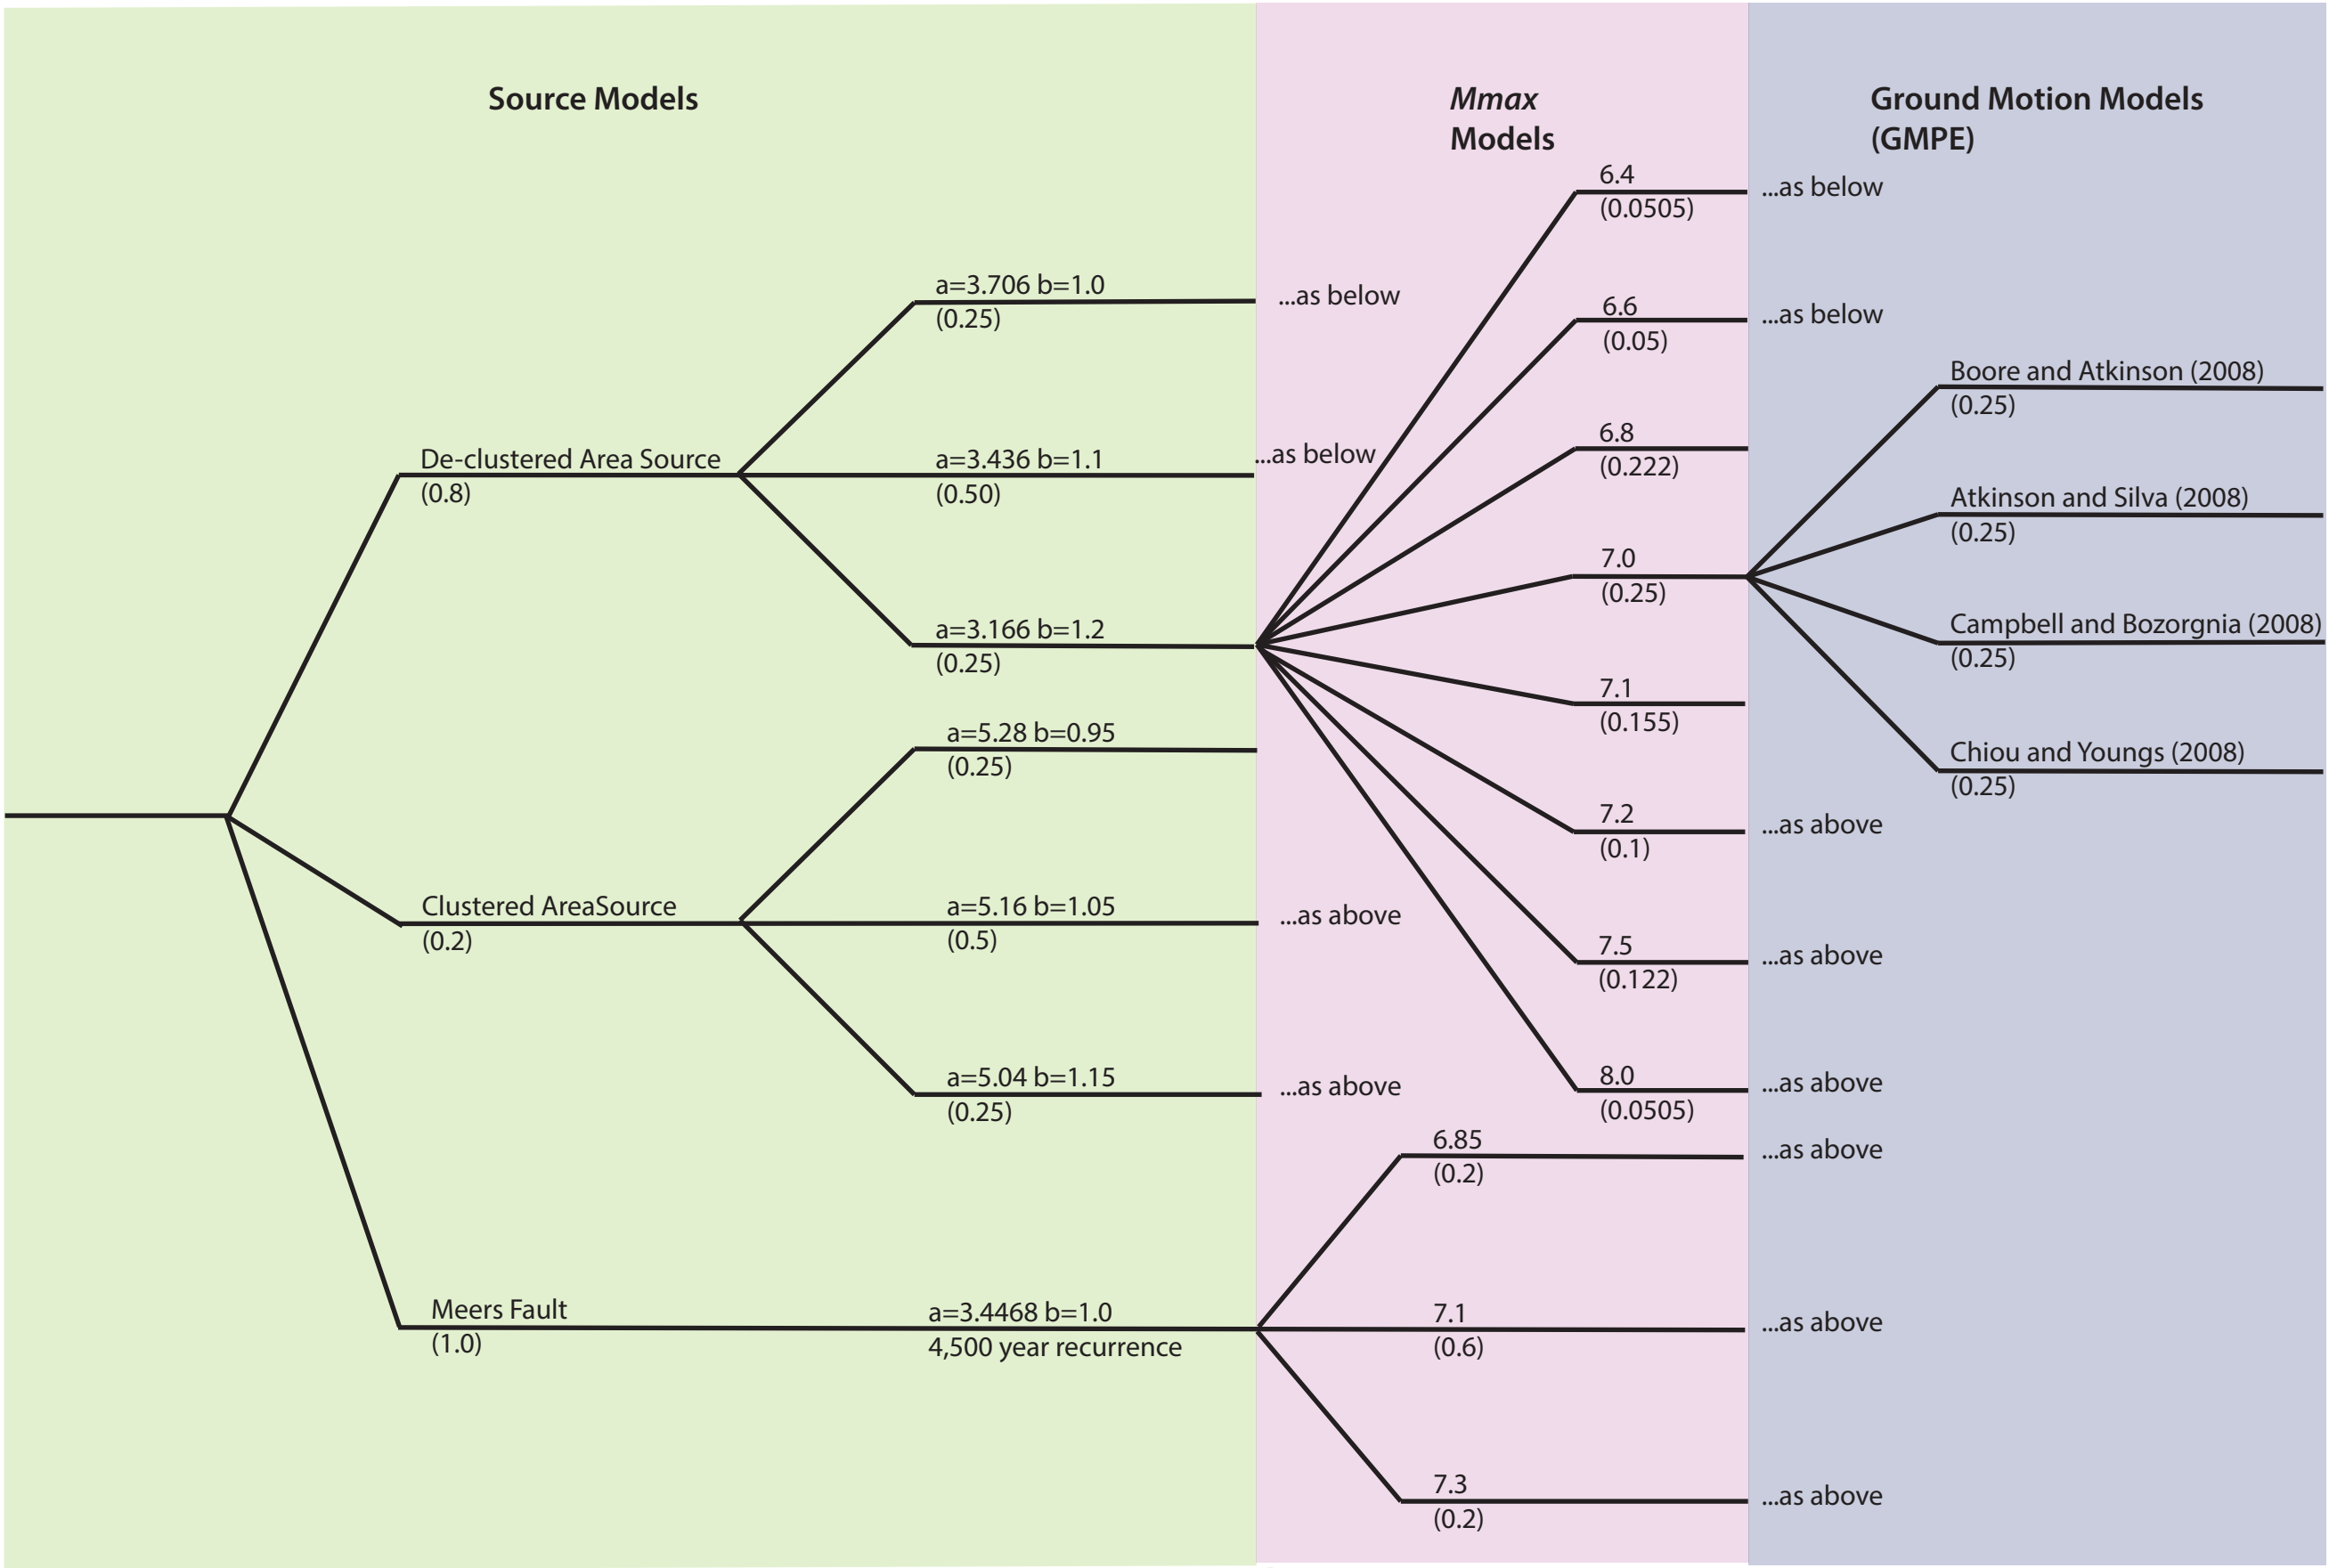 Source Models
Mmax
Models
Ground Motion Models
(GMPE)
De-clustered Area Source
(0.8)
a=3.706 b=1.0
(0.25)
...as below
a=3.436 b=1.1
(0.50)
...as below
a=3.166 b=1.2
(0.25)
Clustered AreaSource
(0.2)
a=5.28 b=0.95
(0.25)
a=5.16 b=1.05
(0.5)
...as above
a=5.04 b=1.15
(0.25)
...as above
Meers Fault
(1.0)
a=3.4468 b=1.0
4,500 year recurrence
6.4
(0.0505)
...as below
6.6
(0.05)
...as below
6.8
(0.222)
7.0
(0.25)
7.1
(0.155)
7.2
(0.1)
...as above
7.5
(0.122)
...as above
8.0
(0.0505)
...as above
6.85
(0.2)
...as above
7.1
(0.6)
...as above
7.3
(0.2)
...as above
Boore and Atkinson (2008)
(0.25)
Atkinson and Silva (2008)
(0.25)
Campbell and Bozorgnia (2008)
(0.25)
Chiou and Youngs (2008)
(0.25)